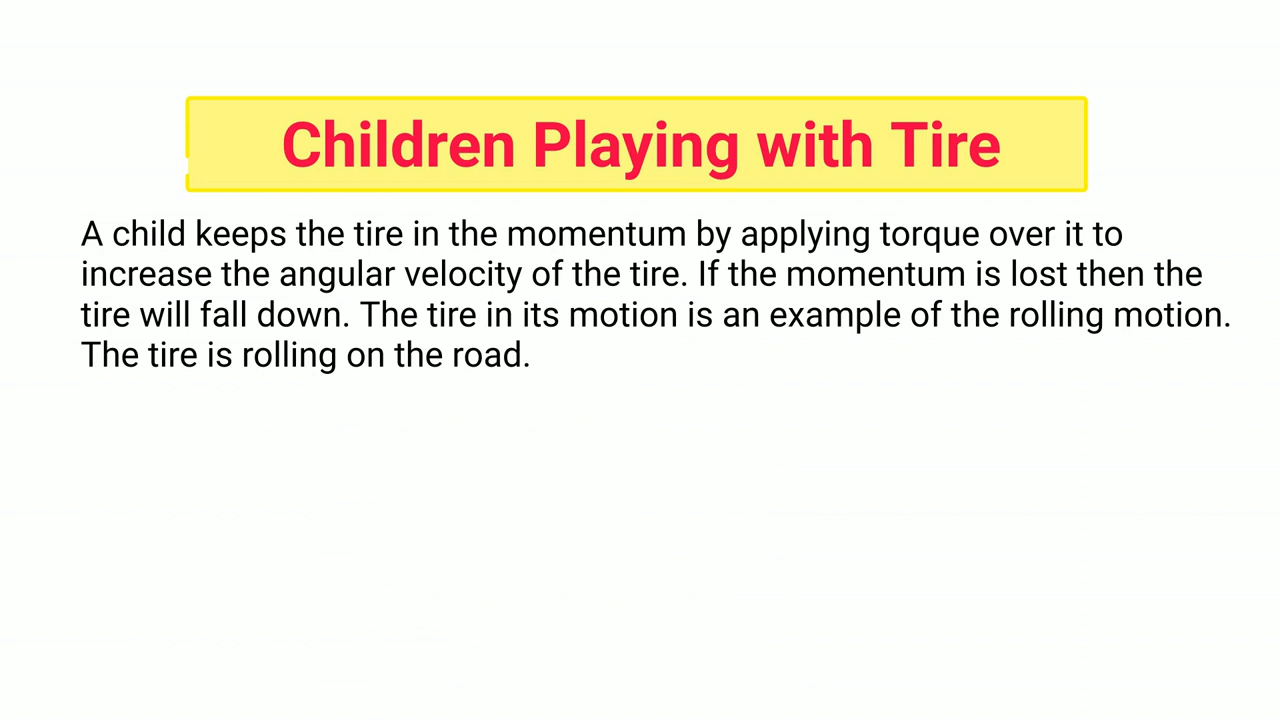 Children Playing with Tire
A child keeps the tire in the momentum by applying torque over it to
increase the angular velocity of the tire. If the momentum is lost then the
tire will fall down. The tire in its motion is an example of the rolling motion.
The tire is rolling on the road.